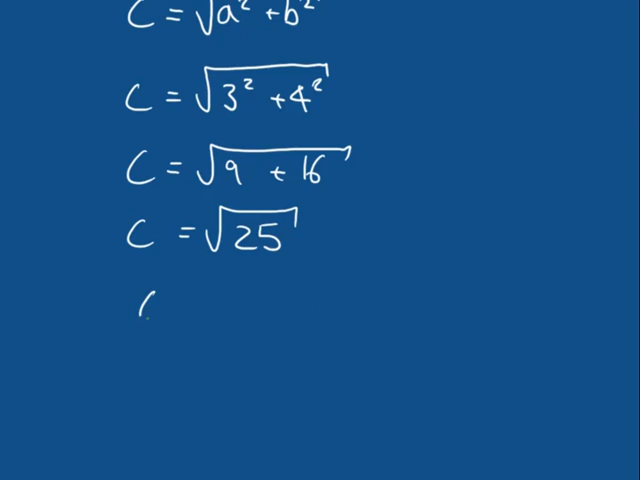 C = √a² + b²
C = √3² + 4²
C = √9 + 16
C = √25
C